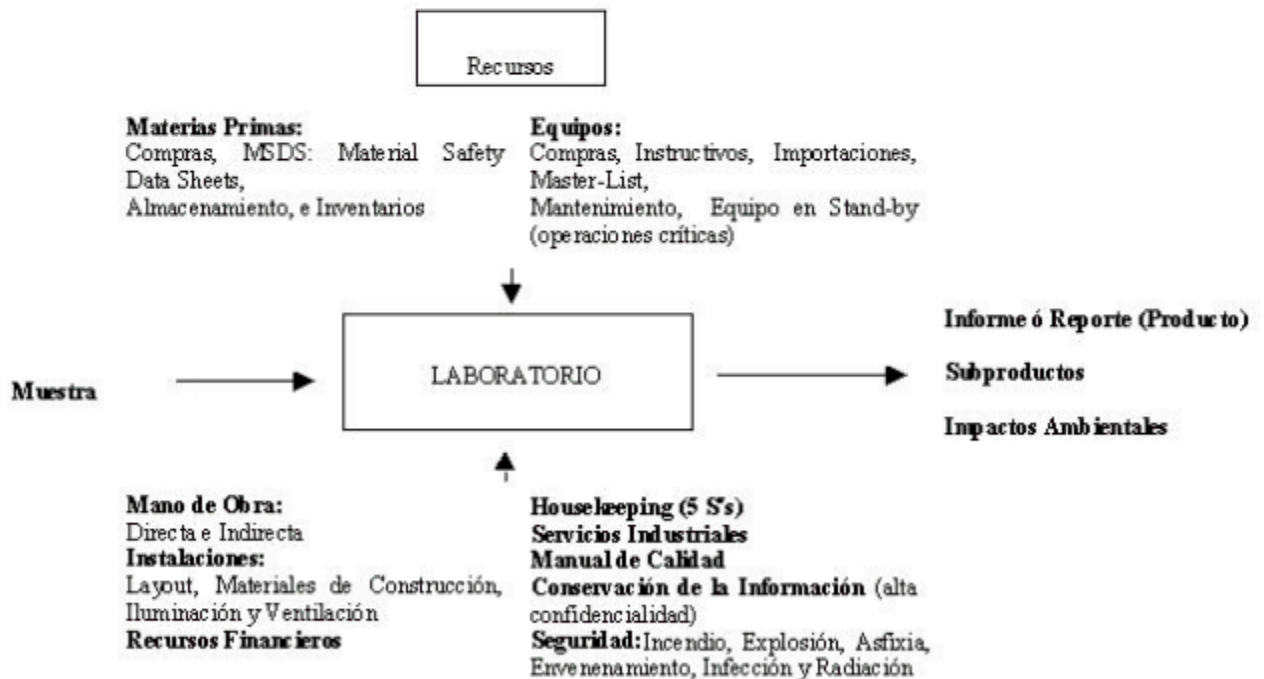 Recursos
Materias Primas:
Compras, MSDS: Material Safety
Data Sheets,
Almacenamiento, e Inventarios
Equipos:
Compras, Instructivos, Importaciones,
Master-List,
Mantenimiento, Equipo en Stand-by
(operaciones críticas)
Muestra
LABORATORIO
Informe ó Reporte (Producto)
Subproductos
Impactos Ambientales
Mano de Obra:
Directa e Indirecta
Instalaciones:
Layout, Materiales de Construcción,
Iluminación y Ventilación
Recursos Financieros
Housekeeping (5 S's)
Servicios Industriales
Manual de Calidad
Conservación de la Información (alta
confidencialidad)
Seguridad:Incendio, Explosión, Asfixia,
Envenenamiento, Infección y Radiación